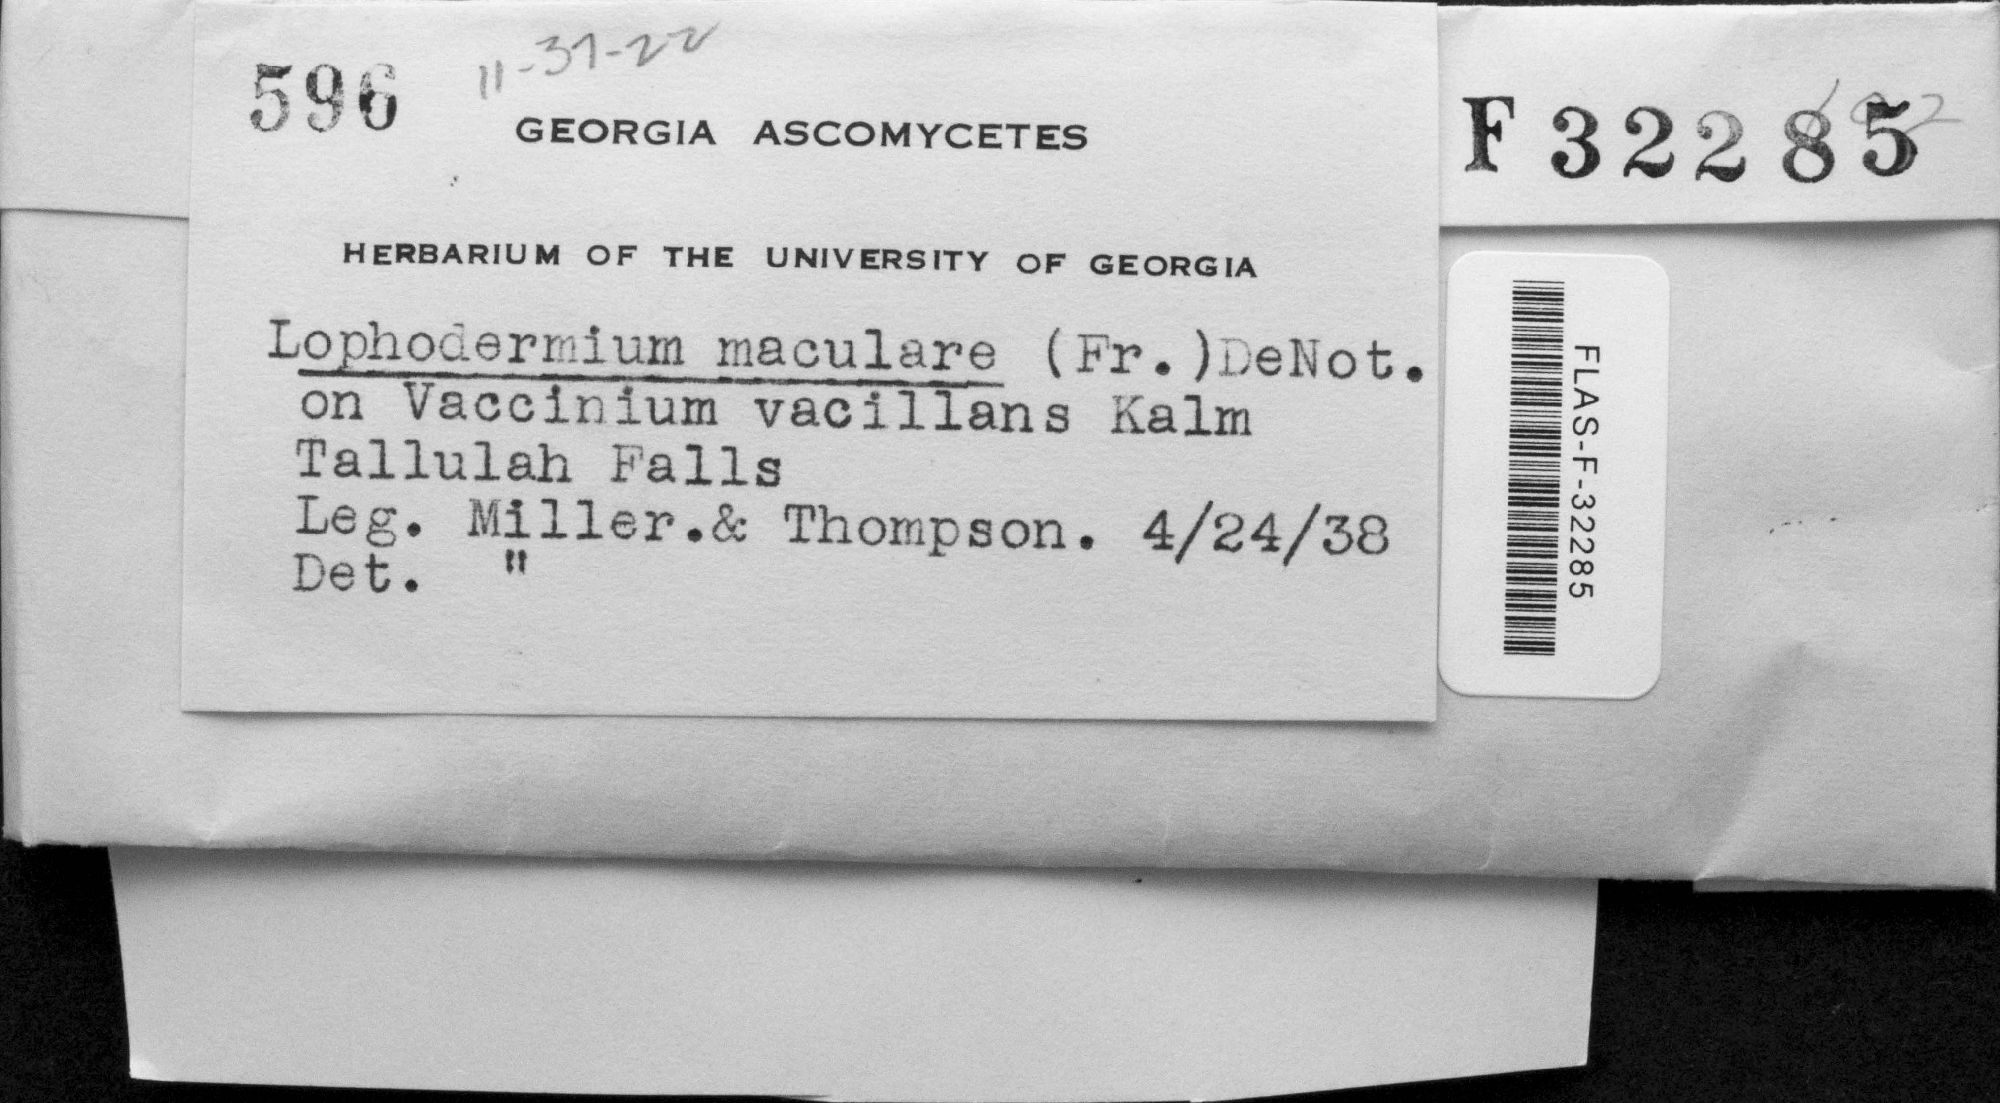 596
11-37-22
GEORGIA ASCOMYCETES
F 32285
HERBARIUM OF THE UNIVERSITY OF GEORGIA
Lophodermium maculare (Fr.)DeNot.
on Vaccinium vacillans Kalm
Tallulah Falls
Leg. Miller.& Thompson. 4/24/38
Det. "
FLAS-F-32285